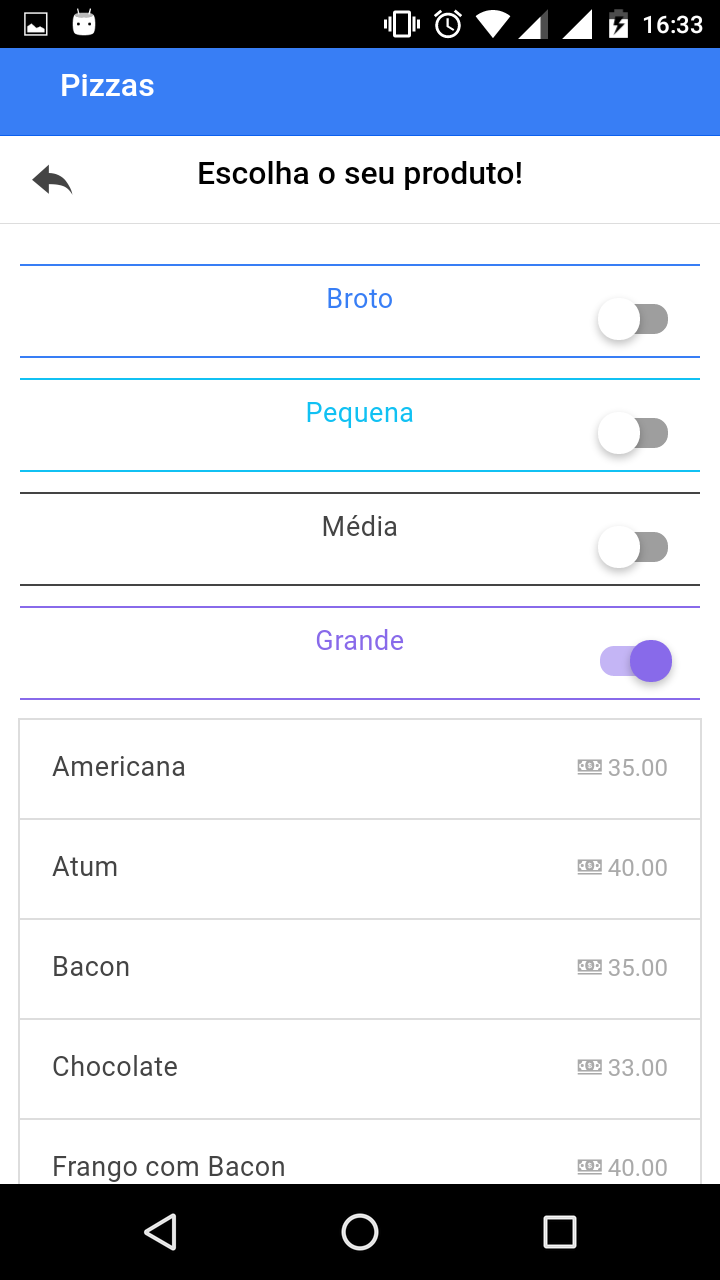 16:33
Pizzas
Escolha o seu produto!
Broto
Pequena
Média
Grande
Americana 35.00
Atum 40.00
Bacon 35.00
Chocolate 33.00
Frango com Bacon 40.00